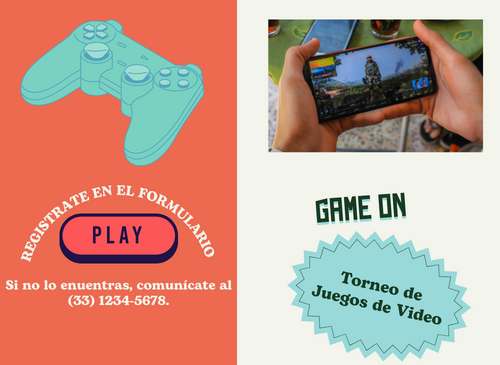 REGISTRATE EN EL FORMULARIO
PLAY
Si no lo enuentras, comunícate al
(33) 1234-5678.
GAME ON
Torneo de
Juegos de Video